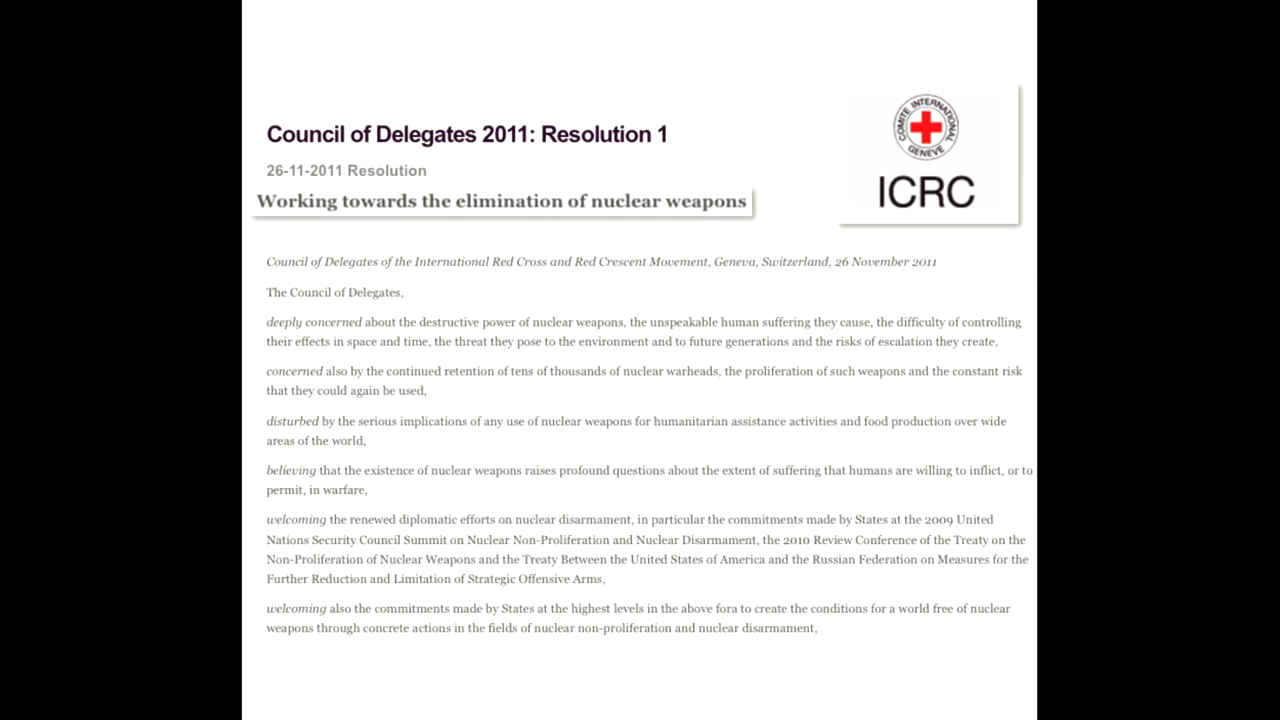 Council of Delegates 2011: Resolution 1
26-11-2011 Resolution
Working towards the elimination of nuclear weapons
COMITE INTERNATIONAL
GENEVE
ICRC
Council of Delegates of the International Red Cross and Red Crescent Movement, Geneva, Switzerland, 26 November 2011
The Council of Delegates,
deeply concerned about the destructive power of nuclear weapons, the unspeakable human suffering they cause, the difficulty of controlling
their effects in space and time, the threat they pose to the environment and to future generations and the risks of escalation they create,
concerned also by the continued retention of tens of thousands of nuclear warheads, the proliferation of such weapons and the constant risk
that they could again be used,
disturbed by the serious implications of any use of nuclear weapons for humanitarian assistance activities and food production over wide
areas of the world,
believing that the existence of nuclear weapons raises profound questions about the extent of suffering that humans are willing to inflict, or to
permit, in warfare,
welcoming the renewed diplomatic efforts on nuclear disarmament, in particular the commitments made by States at the 2009 United
Nations Security Council Summit on Nuclear Non-Proliferation and Nuclear Disarmament, the 2010 Review Conference of the Treaty on the
Non-Proliferation of Nuclear Weapons and the Treaty Between the United States of America and the Russian Federation on Measures for the
Further Reduction and Limitation of Strategic Offensive Arms,
welcoming also the commitments made by States at the highest levels in the above fora to create the conditions for a world free of nuclear
weapons through concrete actions in the fields of nuclear non-proliferation and nuclear disarmament,